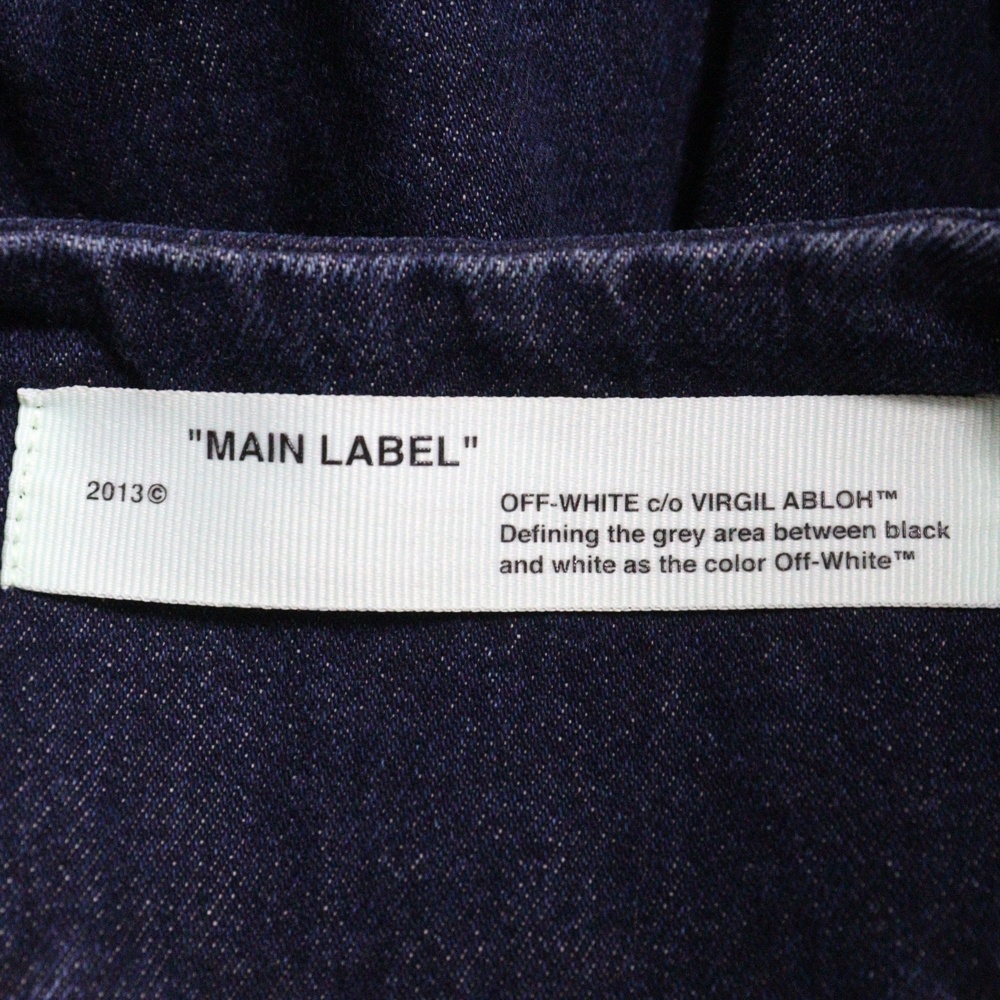 "MAIN LABEL"
2013©
OFF-WHITE c/o VIRGIL ABLOH™
Defining the grey area between black
and white as the color Off-White™